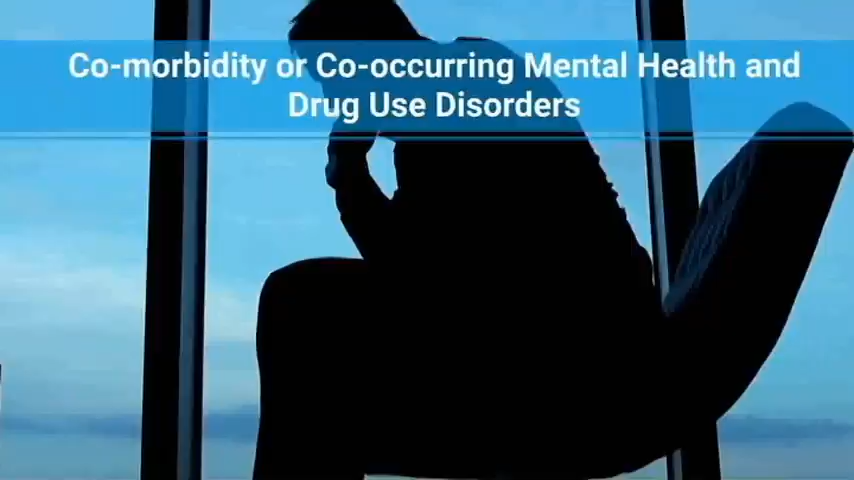 Co-morbidity or Co-occurring Mental Health and
Drug Use Disorders